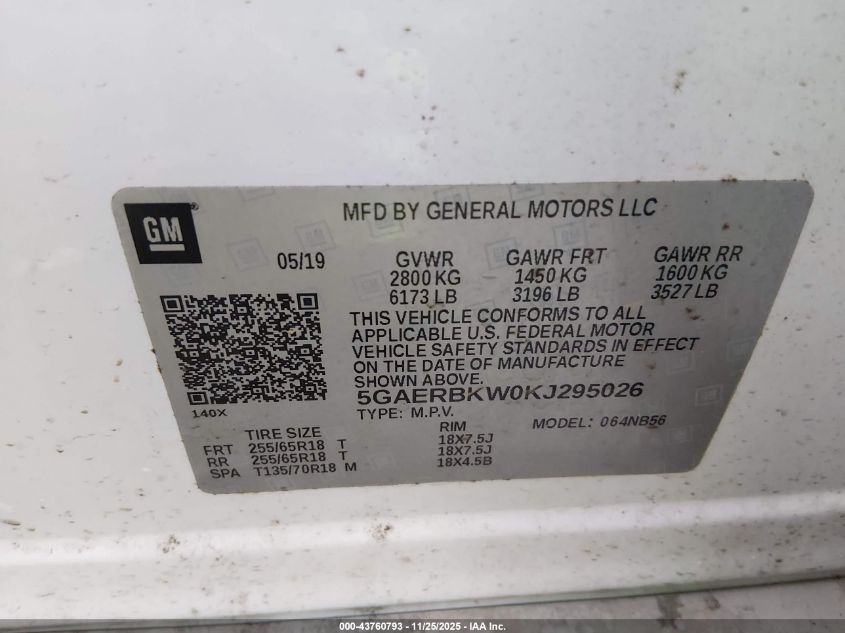 GM
MFD BY GENERAL MOTORS LLC
05/19 GVWR GAWR FRT GAWR RR
2800 KG 1450 KG 1600 KG
6173 LB 3196 LB 3527 LB
THIS VEHICLE CONFORMS TO ALL
APPLICABLE U.S. FEDERAL MOTOR
VEHICLE SAFETY STANDARDS IN EFFECT
ON THE DATE OF MANUFACTURE
SHOWN ABOVE.
5GAERBKW0KJ295026
140X
TYPE: M.P.V. MODEL: 064NB56
TIRE SIZE RIM
FRT 255/65R18 T 18X7.5J
RR 255/65R18 T 18X7.5J
SPA T135/70R18 M 18X4.5B
000-43760793 - 11/25/2025 - IAA Inc.